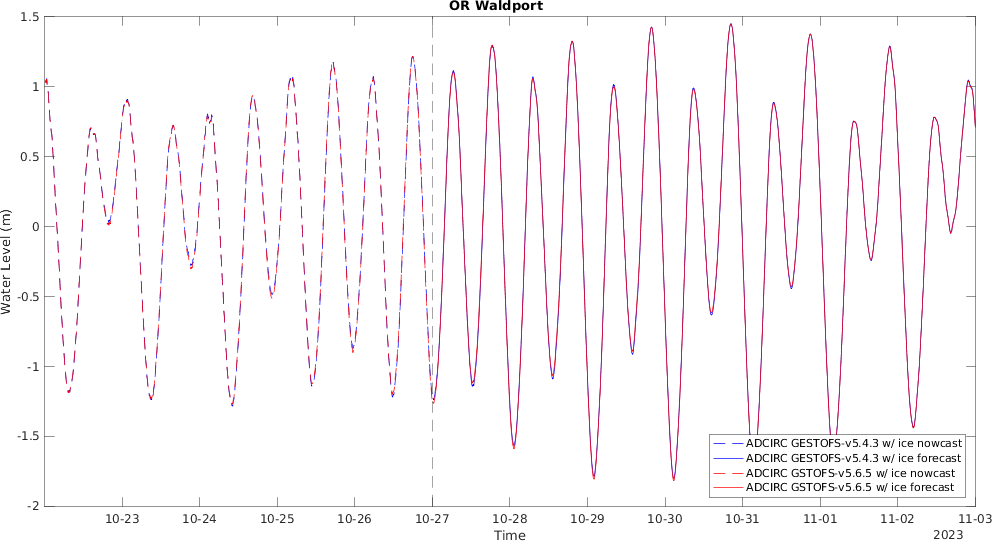 OR Waldport
1.5
1
0.5
0
-0.5
-1
-1.5
-2
Water Level (m)
ADCIRC GESTOFS-v5.4.3 w/ ice nowcast
ADCIRC GESTOFS-v5.4.3 w/ ice forecast
ADCIRC GSTOFS-v5.6.5 w/ ice nowcast
ADCIRC GSTOFS-v5.6.5 w/ ice forecast
10-23 10-24 10-25 10-26 10-27 10-28 10-29 10-30 10-31 11-01 11-02 11-03
Time
2023